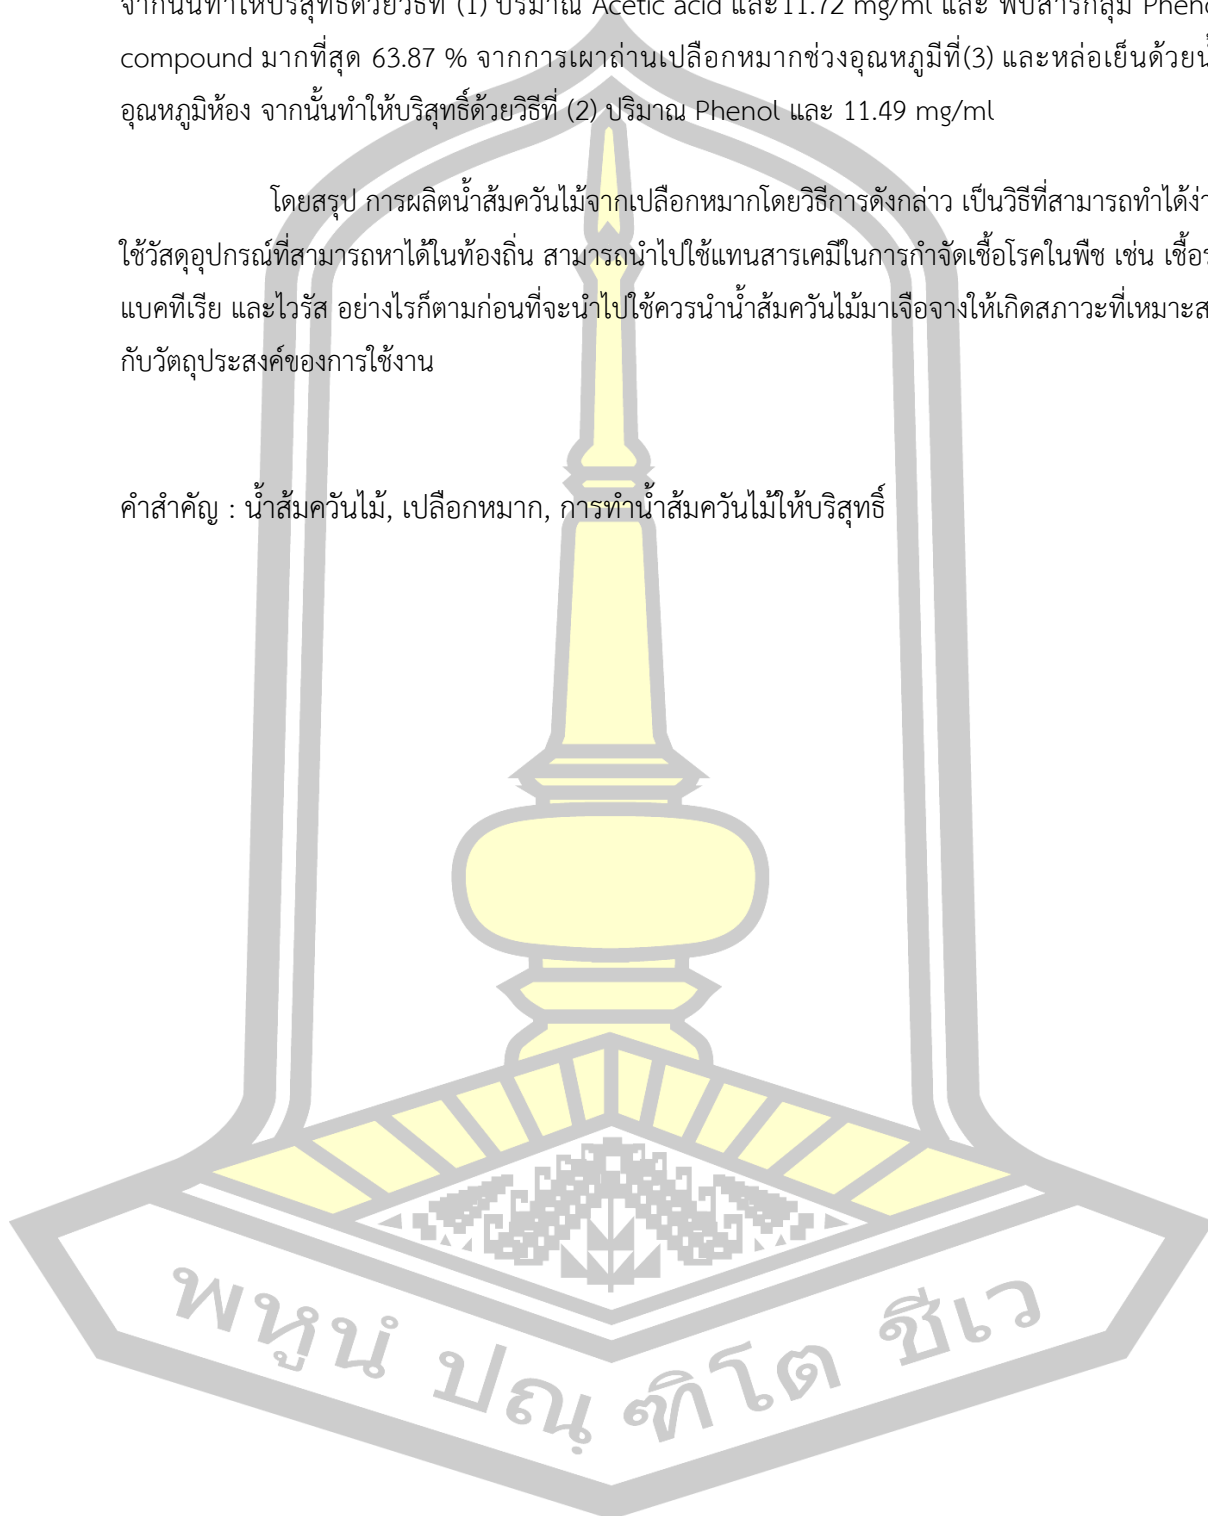 จากนั้นทำให้บริสุทธิ์ด้วยวิธีที่ (1) ปริมาณ Acetic acid และ11.72 mg/ml และ พบสารกลุ่ม
compound มากที่สุด 63.87 % จากการเผาถ่านเปลือกหมากช่วงอุณหภูมีที่(3) และหล่อเย็นด้วย
อุณหภูมิห้อง จากนั้นทำให้บริสุทธิ์ด้วยวิธีที่ (2) ปริมาณ Phenol และ 11.49 mg/ml
โดยสรุป การผลิตน้ำส้มควันไม้จากเปลือกหมากโดยวิธีการดังกล่าว เป็นวิธีที่สามารถทำได้
ใช้วัสดุอุปกรณ์ที่สามารถหาได้ในท้องถิ่น สามารถนำไปใช้แทนสารเคมีในการกำจัดเชื้อโรคในพืช เช่น
แบคทีเรีย และไวรัส อย่างไรก็ตามก่อนที่จะนำไปใช้ควรนำน้ำส้มควันไม้มาเจือจางให้เกิดสภาวะที่
กับวัตถุประสงค์ของการใช้งาน
คำสำคัญ : น้ำส้มควันไม้, เปลือกหมาก, การทำน้ำส้มควันไม้ให้บริสุทธิ์
พหูนํ ปณฺฑิโต ชีเว